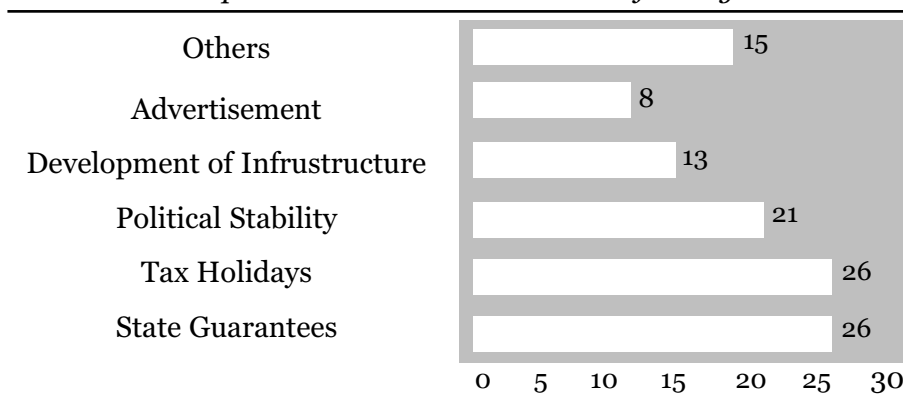 Others 15
Advertisement 8
Development of Infrustructure 13
Political Stability 21
Tax Holidays 26
State Guarantees 26
0 5 10 15 20 25 30